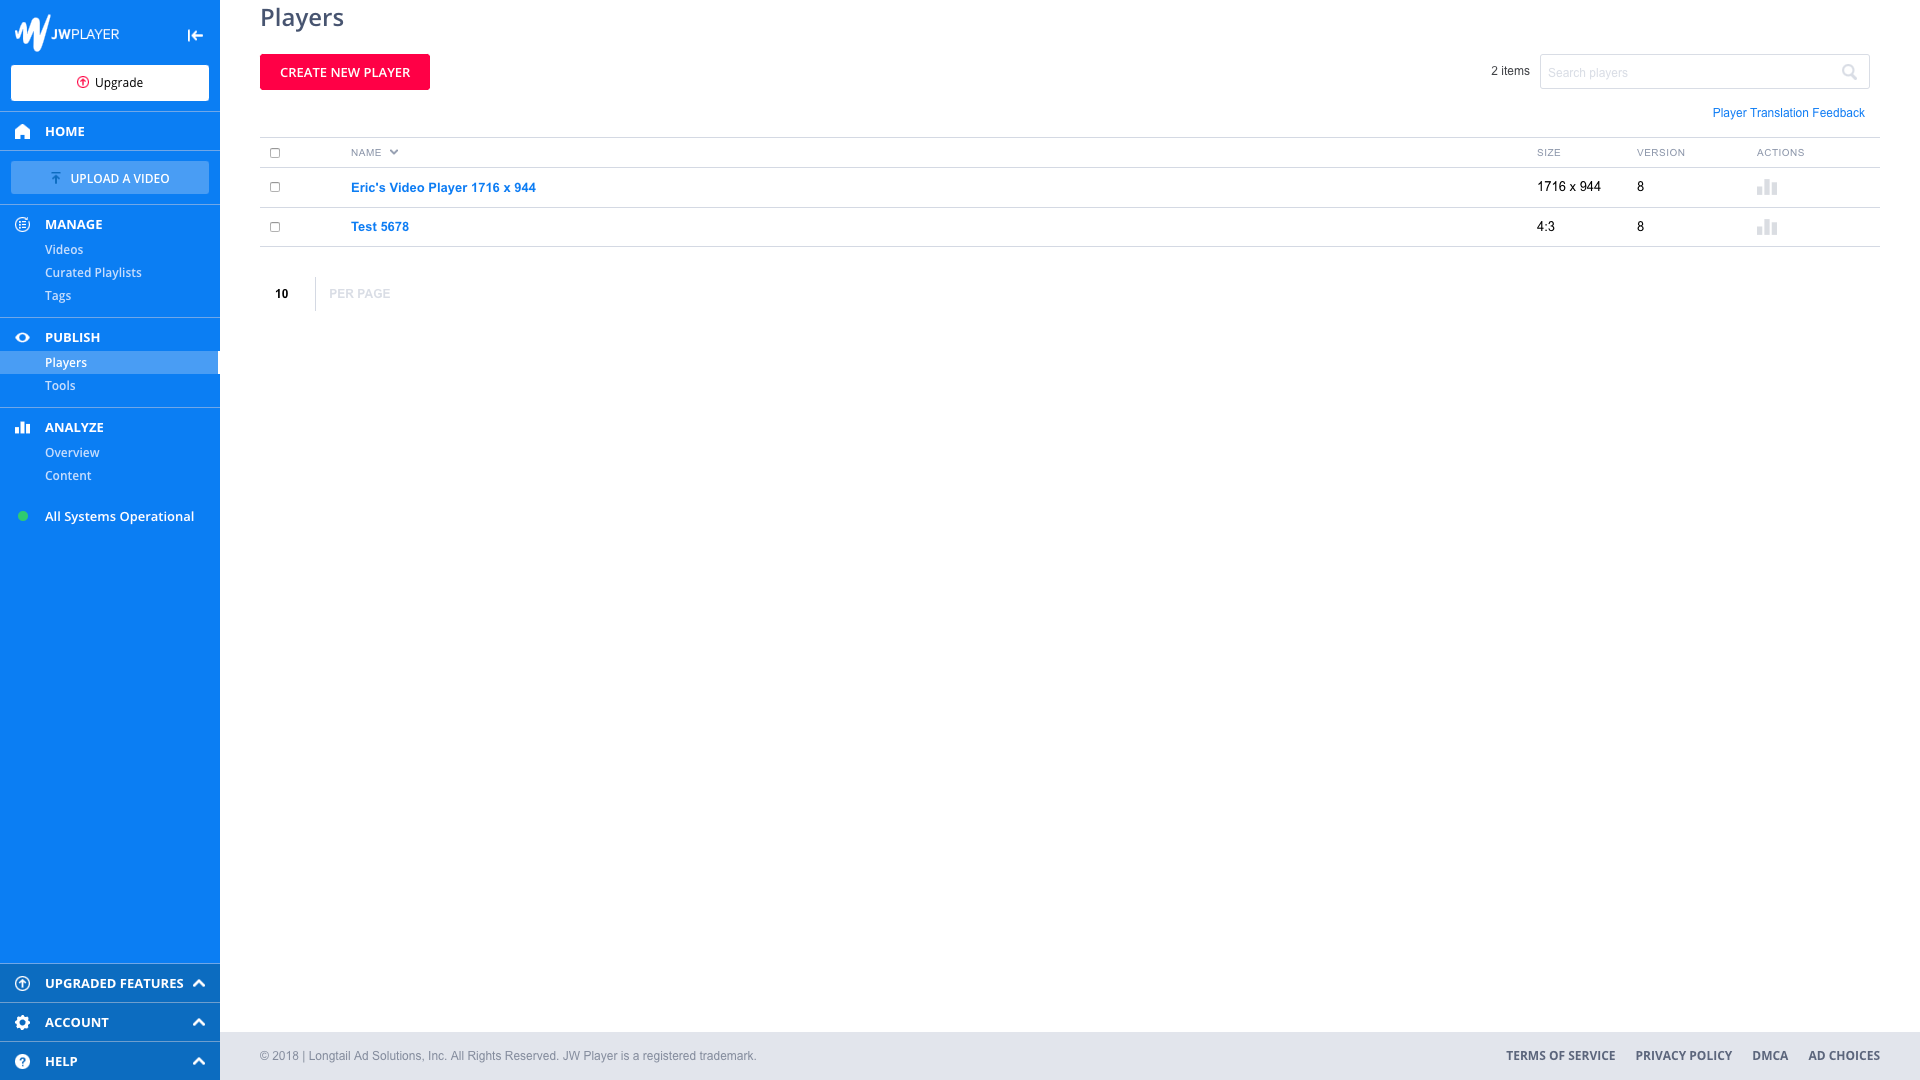 JWPLAYER
Upgrade
HOME
UPLOAD A VIDEO
MANAGE
Videos
Curated Playlists
Tags
PUBLISH
Players
Tools
ANALYZE
Overview
Content
All Systems Operational
UPGRADED FEATURES
ACCOUNT
HELP
Players
CREATE NEW PLAYER
2 items
Search players
Player Translation Feedback
NAME SIZE VERSION ACTIONS
Eric's Video Player 1716 x 944 1716 x 944 8
Test 5678 4:3 8
10 PER PAGE
© 2018 | Longtail Ad Solutions, Inc. All Rights Reserved. JW Player is a registered trademark.
TERMS OF SERVICE PRIVACY POLICY DMCA AD CHOICES